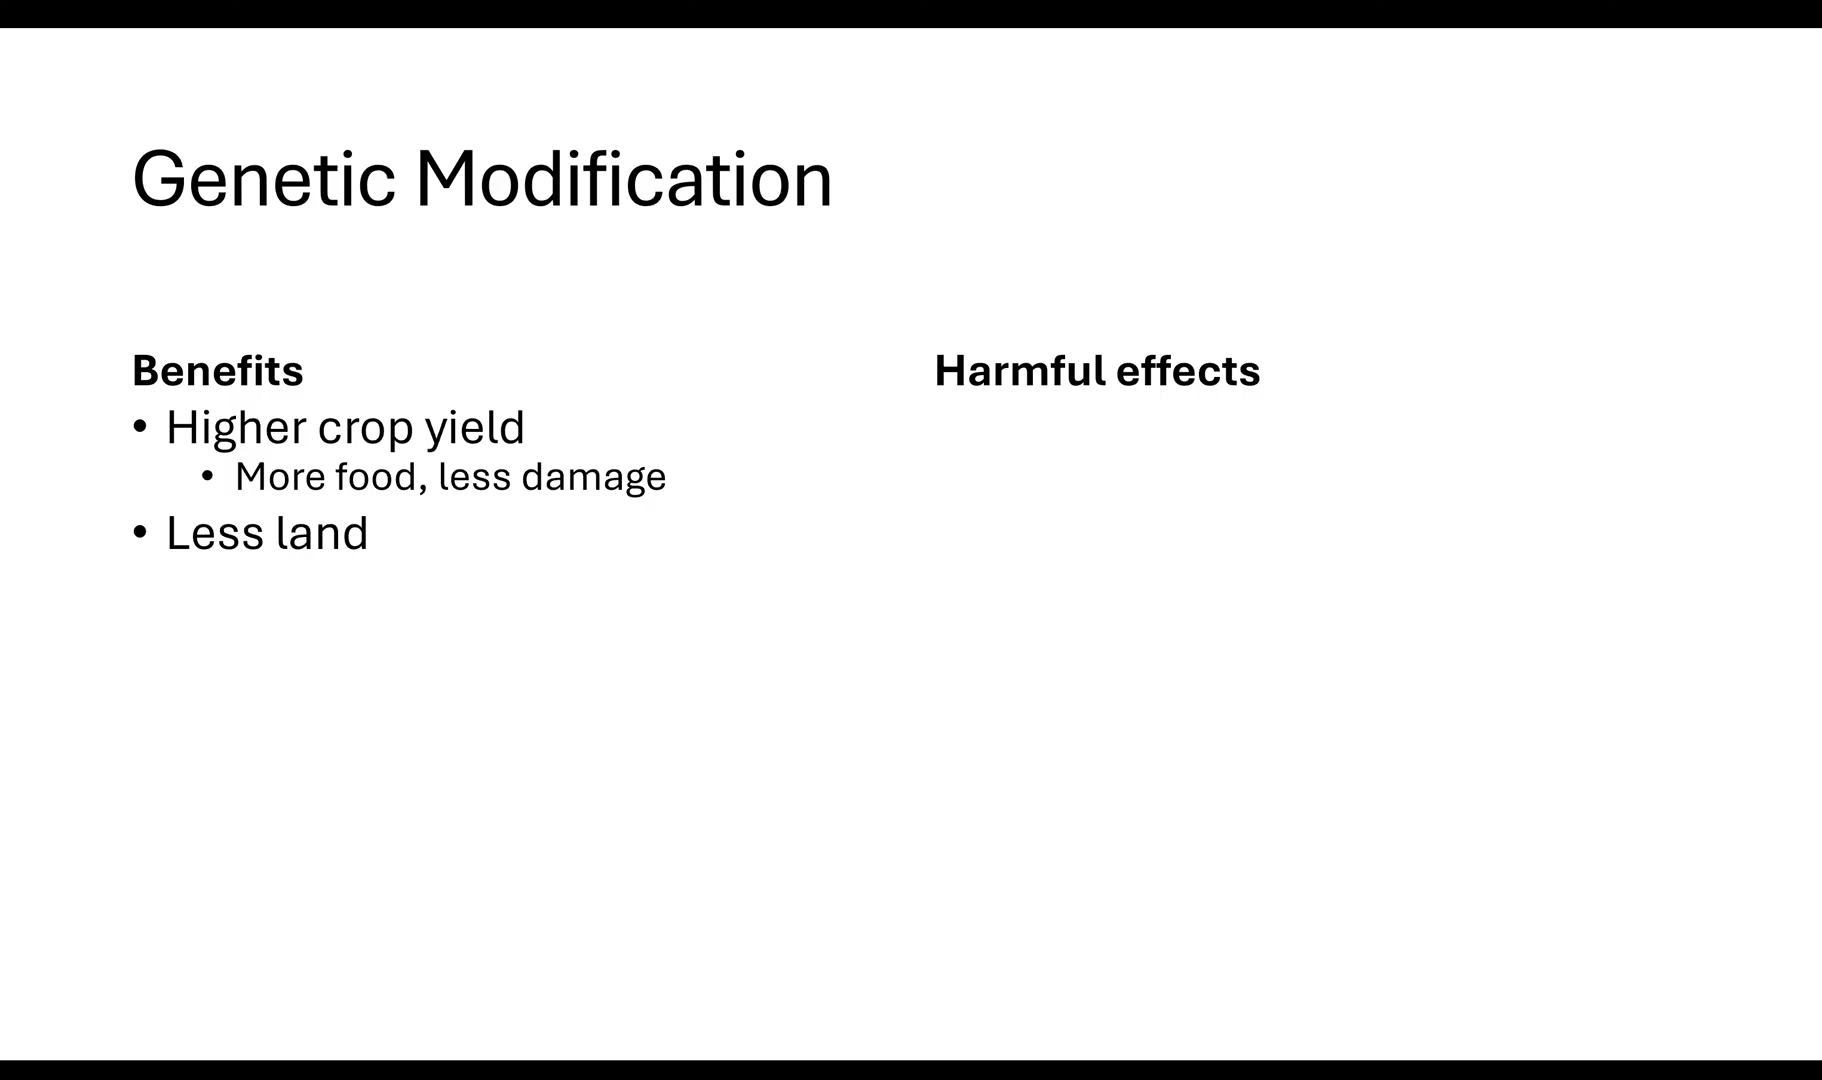 Genetic Modification
Benefits
• Higher crop yield
• More food, less damage
• Less land
Harmful effects